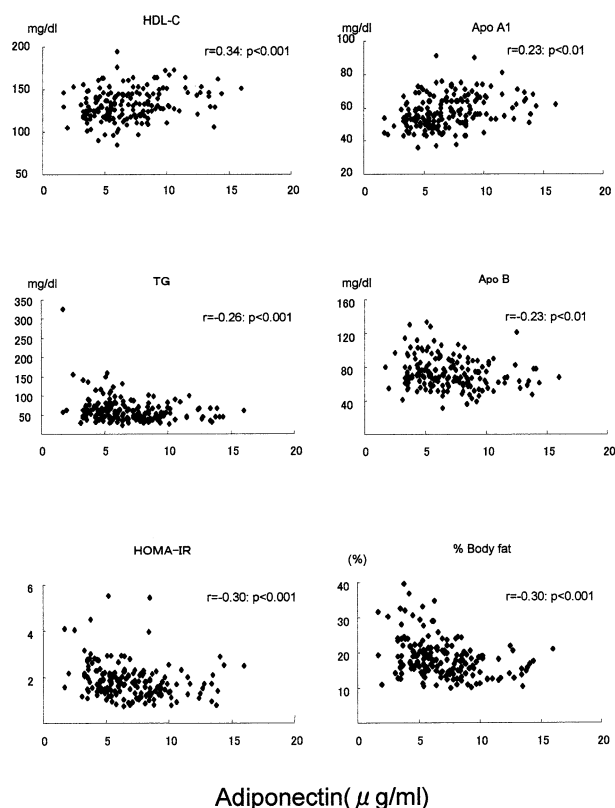 HDL-C
mg/dl
r=0.34: p<0.001
200
150
100
50
0 5 10 15 20
Apo A1
mg/dl
r=0.23: p<0.01
100
80
60
40
20
0 5 10 15 20
TG
mg/dl
r=-0.26: p<0.001
350
300
250
200
150
100
50
0 5 10 15 20
Apo B
mg/dl
r=-0.23: p<0.01
160
120
80
40
0 5 10 15 20
HOMA-IR
r=-0.30: p<0.001
6
4
2
0 5 10 15 20
% Body fat
(%)
r=-0.30: p<0.001
40
30
20
10
0 5 10 15 20
Adiponectin( μ g/ml)